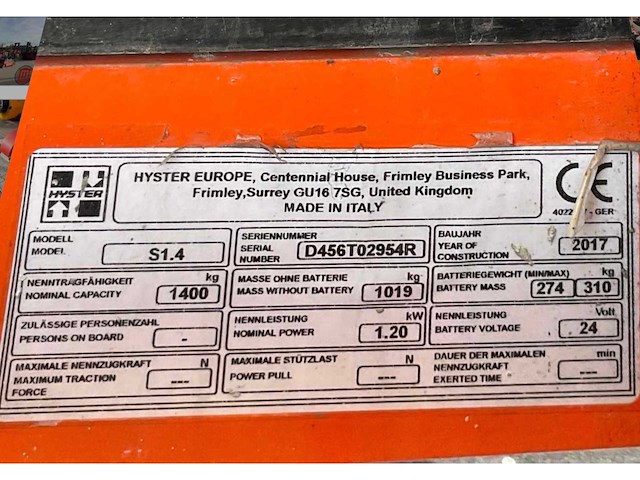 HYSTER
HYSTER EUROPE, Centennial House, Frimley Business Park,
Frimley,Surrey GU16 7SG, United Kingdom
MADE IN ITALY
CE
- GER
MODELL
MODEL
S1.4
SERIENNUMMER
SERIAL
NUMBER
D456T02954R
BAUJAHR
YEAR OF
CONSTRUCTION
2017
NENNTRÄGFÄHIGKEIT kg
NOMINAL CAPACITY 1400
MASSE OHNE BATTERIE kg
MASS WITHOUT BATTERY 1019
BATTERIEGEWICHT (MIN/MAX) kg
BATTERY MASS 274 310
ZULÄSSIGE PERSONENZAHL
PERSONS ON BOARD -
NENNLEISTUNG kW
NOMINAL POWER 1.20
NENNLEISTUNG Volt
BATTERY VOLTAGE 24
MAXIMALE NENNZUGKRAFT N
MAXIMUM TRACTION ---
FORCE
MAXIMALE STÜTZLAST N
POWER PULL ---
DAUER DER MAXIMALEN min
NENNZUGKRAFT ---
EXERTED TIME